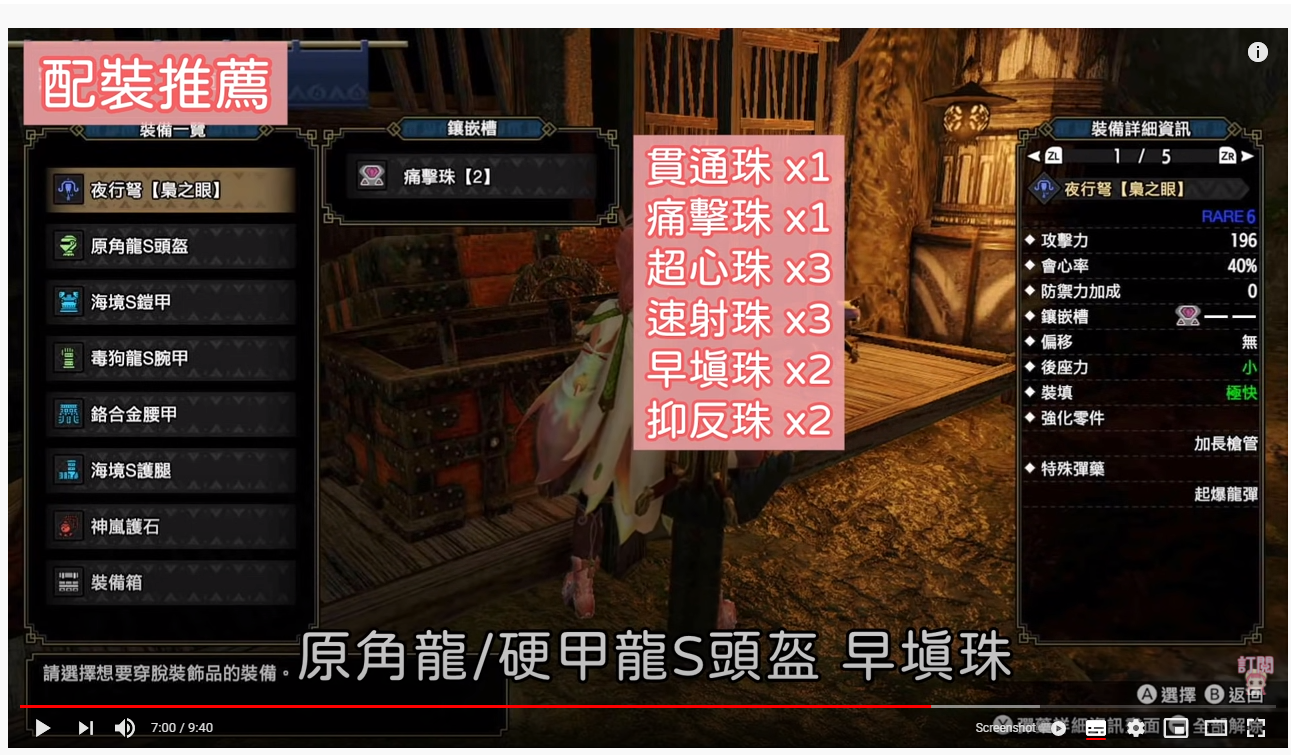 配裝推薦
裝備一覽
夜行弩【梟之眼】
原角龍S頭盔
海境S鎧甲
毒狗龍S腕甲
鉻合金腰甲
海境S護腿
神嵐護石
裝備箱
請選擇想要穿脫裝飾品的裝備。
鑲嵌槽
痛擊珠【2】
貫通珠 x1
痛擊珠 x1
超心珠 x3
速射珠 x3
早填珠 x2
抑反珠 x2
裝備詳細資訊
ZL 1 / 5 ZR
夜行弩【梟之眼】
RARE 6
攻擊力 196
會心率 40%
防禦力加成 0
鑲嵌槽
偏移 無
後座力 小
裝填 極快
強化零件
加長槍管
特殊彈藥
起爆龍彈
原角龍/硬甲龍S頭盔 早填珠
訂閱
A 選擇 B 返回
7:00 / 9:40
Screenshot
全部解除